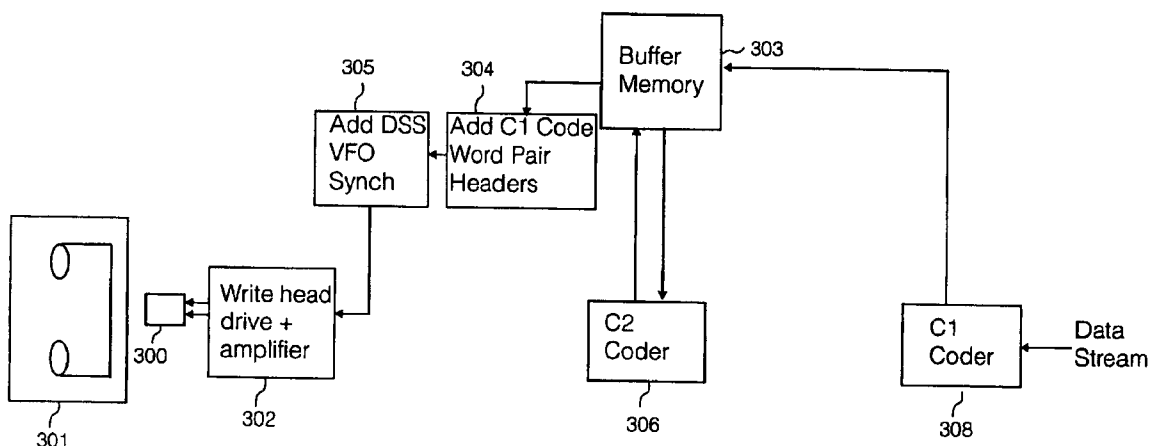 Buffer
Memory
303
305
304
Add DSS
VFO
Synch
Add C1 Code
Word Pair
Headers
Write head
drive +
amplifier
300
301
302
C2
Coder
306
C1
Coder
308
Data
Stream